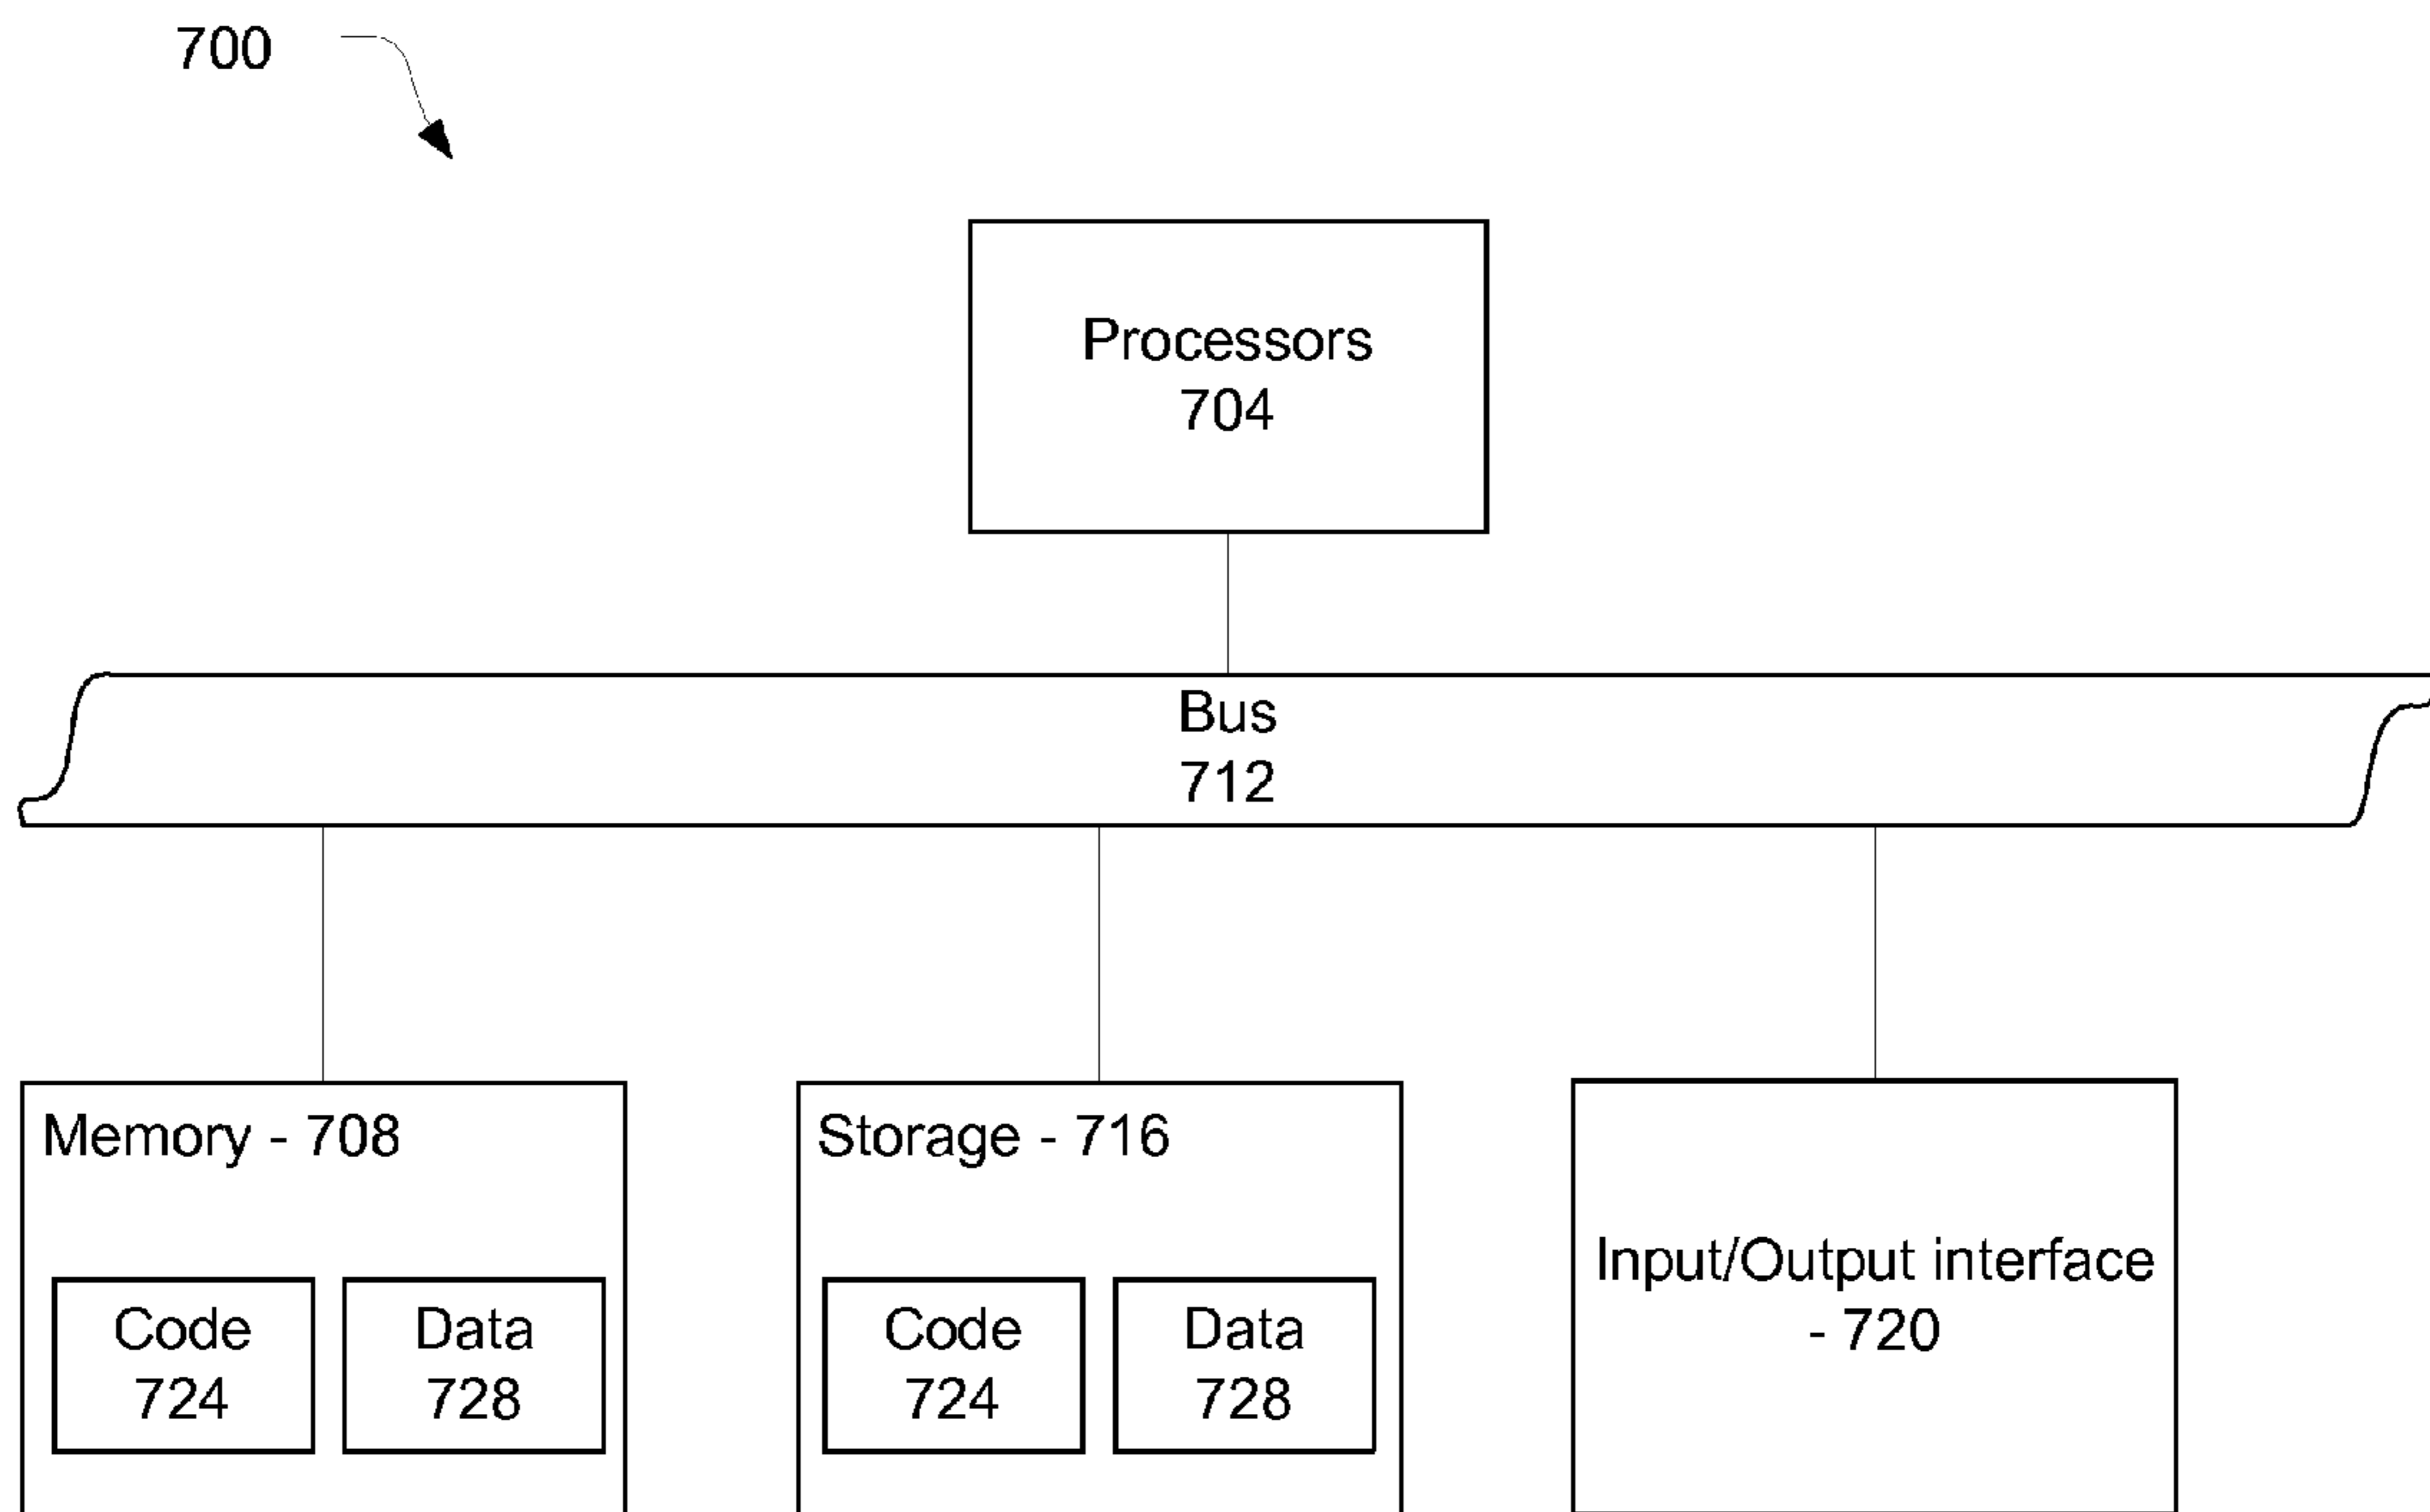 700
Processors
704
Bus
712
Memory - 708
Code
724
Data
728
Storage - 716
Code
724
Data
728
Input/Output interface
- 720